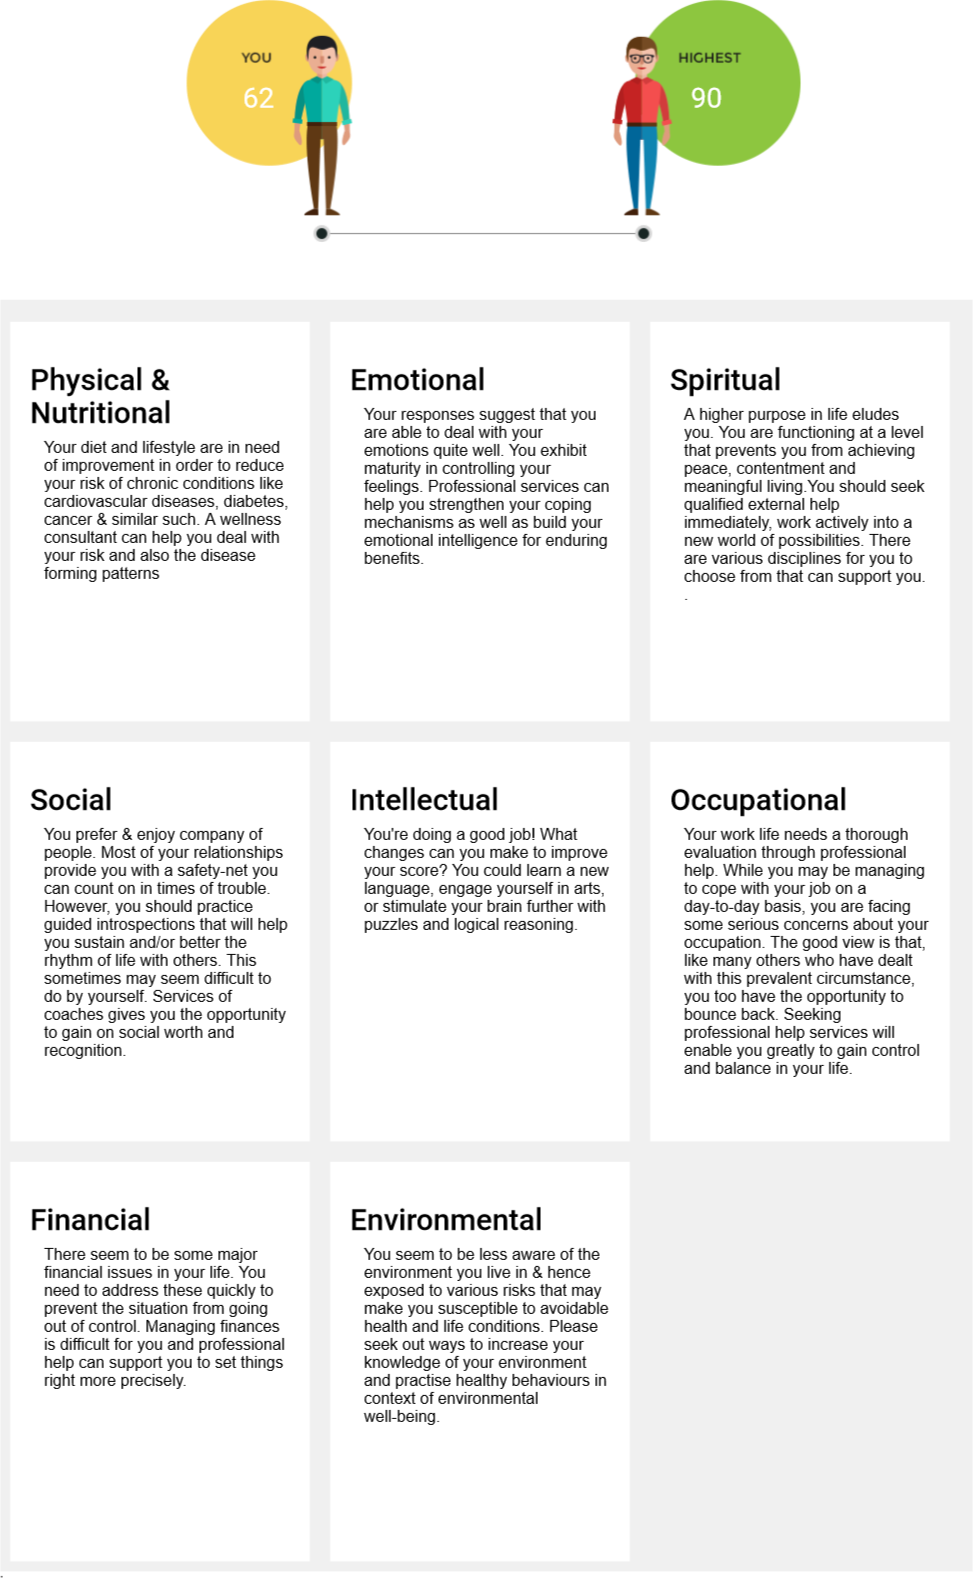 YOU
62
HIGHEST
90
Physical &
Nutritional
Your diet and lifestyle are in need
of improvement in order to reduce
your risk of chronic conditions like
cardiovascular diseases, diabetes,
cancer & similar such. A wellness
consultant can help you deal with
your risk and also the disease
forming patterns
Emotional
Your responses suggest that you
are able to deal with your
emotions quite well. You exhibit
maturity in controlling your
feelings. Professional services can
help you strengthen your coping
mechanisms as well as build your
emotional intelligence for enduring
benefits.
Spiritual
A higher purpose in life eludes
you. You are functioning at a level
that prevents you from achieving
peace, contentment and
meaningful living.You should seek
qualified external help
immediately, work actively into a
new world of possibilities. There
are various disciplines for you to
choose from that can support you.
.
Social
You prefer & enjoy company of
people. Most of your relationships
provide you with a safety-net you
can count on in times of trouble.
However, you should practice
guided introspections that will help
you sustain and/or better the
rhythm of life with others. This
sometimes may seem difficult to
do by yourself. Services of
coaches gives you the opportunity
to gain on social worth and
recognition.
Intellectual
You're doing a good job! What
changes can you make to improve
your score? You could learn a new
language, engage yourself in arts,
or stimulate your brain further with
puzzles and logical reasoning.
Occupational
Your work life needs a thorough
evaluation through professional
help. While you may be managing
to cope with your job on a
day-to-day basis, you are facing
some serious concerns about your
occupation. The good view is that,
like many others who have dealt
with this prevalent circumstance,
you too have the opportunity to
bounce back. Seeking
professional help services will
enable you greatly to gain control
and balance in your life.
Financial
There seem to be some major
financial issues in your life. You
need to address these quickly to
prevent the situation from going
out of control. Managing finances
is difficult for you and professional
help can support you to set things
right more precisely.
Environmental
You seem to be less aware of the
environment you live in & hence
exposed to various risks that may
make you susceptible to avoidable
health and life conditions. Please
seek out ways to increase your
knowledge of your environment
and practise healthy behaviours in
context of environmental
well-being.